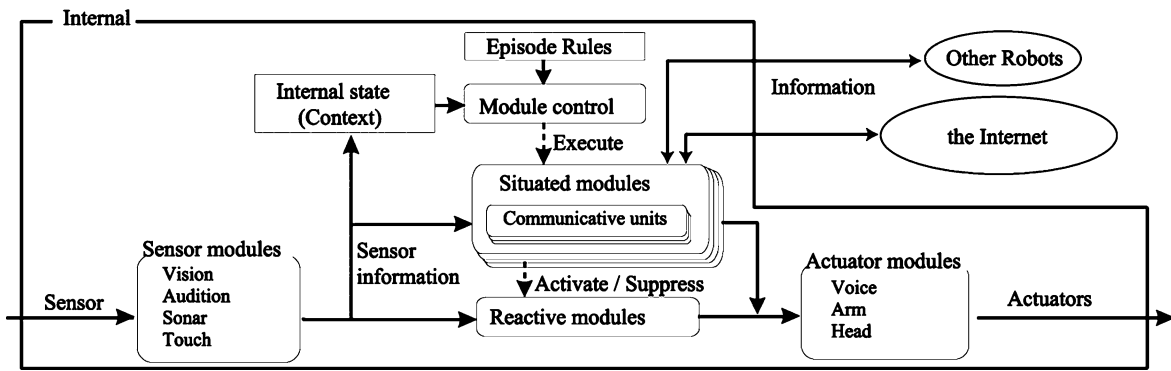 Internal
Episode Rules
Other Robots
Internal state
(Context)
Module control
Information
the Internet
Execute
Situated modules
Communicative units
Sensor modules
Vision
Audition
Sonar
Touch
Sensor
Sensor
information
Activate / Suppress
Reactive modules
Actuator modules
Voice
Arm
Head
Actuators